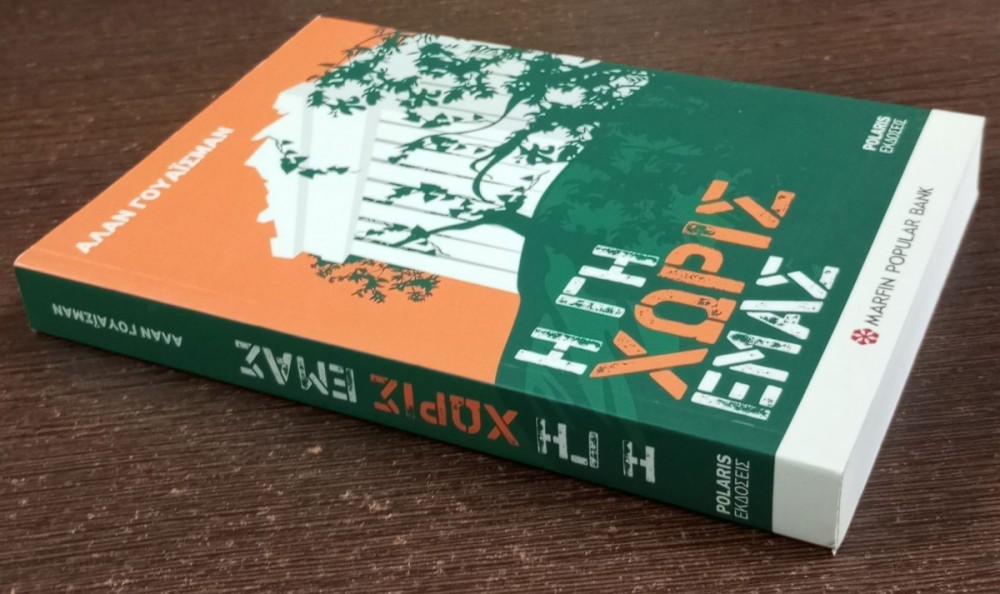 ΑΛΑΝ ΓΟΥΑΪΣΜΑΝ
Η ΓΗ
ΧΩΡΙΣ
ΕΜΑΣ
POLARIS
ΕΚΔΟΣΕΙΣ
MARFIN POPULAR BANK
ΑΛΑΝ ΓΟΥΑΪΣΜΑΝ
Η ΓΗ ΧΩΡΙΣ ΕΜΑΣ
POLARIS
ΕΚΔΟΣΕΙΣ